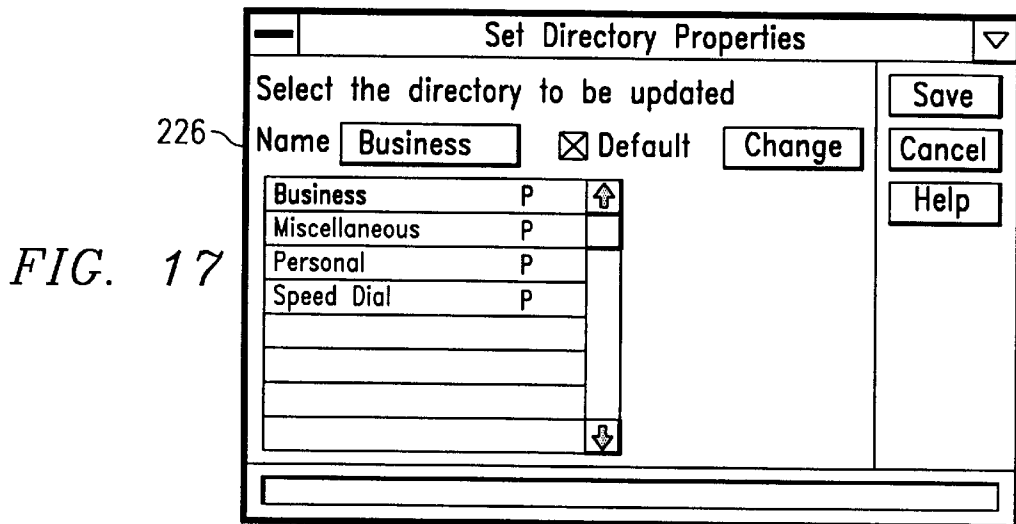 Set Directory Properties
Select the directory to be updated
Save
226
Name Business Default Change
Cancel
Business P
Help
Miscellaneous P
FIG. 17
Personal P
Speed Dial P